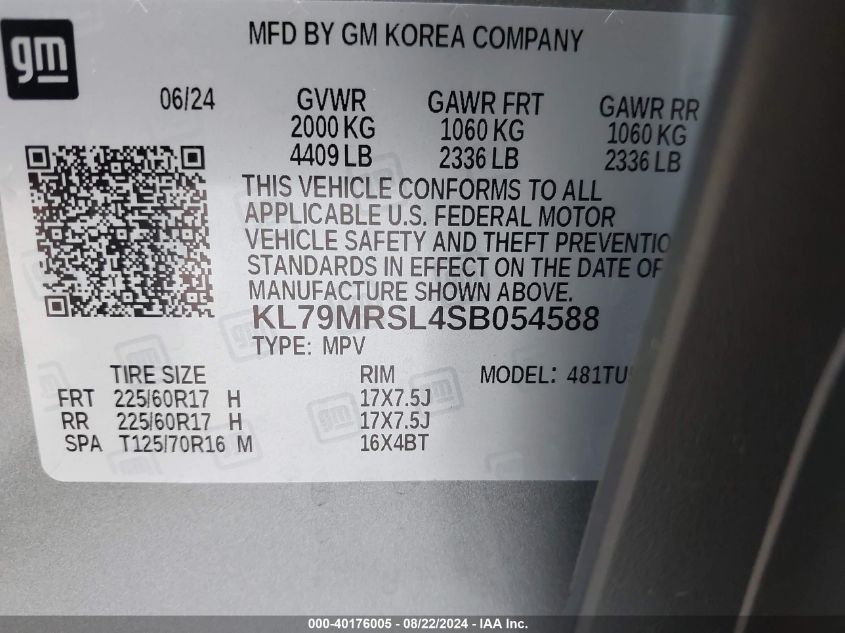 gm
MFD BY GM KOREA COMPANY
06/24 GVWR GAWR FRT GAWR RR
2000 KG 1060 KG 1060 KG
4409 LB 2336 LB 2336 LB
THIS VEHICLE CONFORMS TO ALL
APPLICABLE U.S. FEDERAL MOTOR
VEHICLE SAFETY AND THEFT PREVENTIO
STANDARDS IN EFFECT ON THE DATE OF
MANUFACTURE SHOWN ABOVE.
KL79MRSL4SB054588
TYPE: MPV
TIRE SIZE RIM MODEL: 481TU
FRT 225/60R17 H 17X7.5J
RR 225/60R17 H 17X7.5J
SPA T125/70R16 M 16X4BT
000-40176005 - 08/22/2024 - IAA Inc.